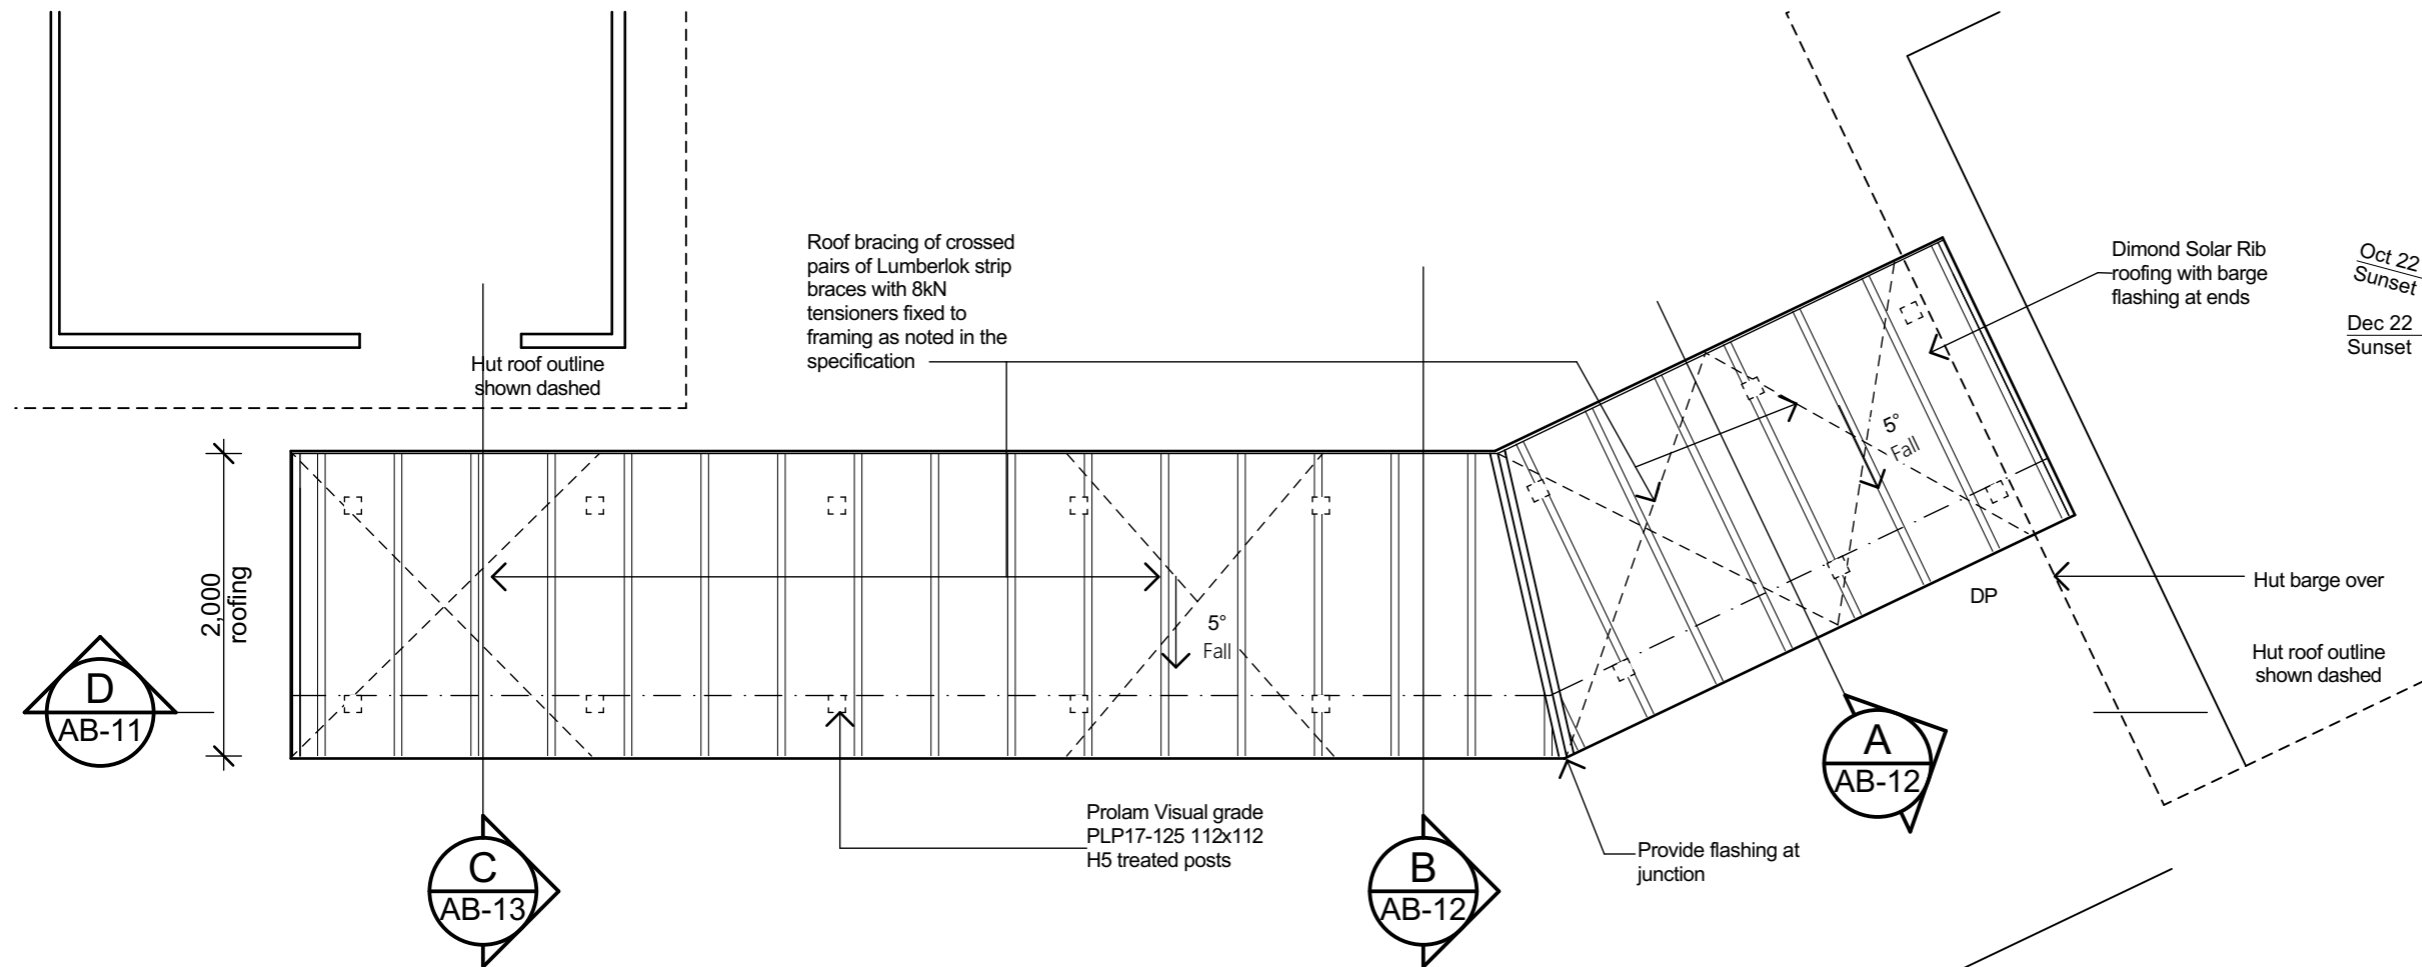 Roof bracing of crossed
pairs of Lumberlok strip
braces with 8kN
tensioners fixed to
framing as noted in the
specification
Dimond Solar Rib
roofing with barge
flashing at ends
Oct 22
Sunset
Dec 22
Sunset
Hut roof outline
shown dashed
5°
Fall
2,000
roofing
5°
Fall
DP
Hut barge over
Hut roof outline
shown dashed
D
AB-11
A
AB-12
Prolam Visual grade
PLP17-125 112x112
H5 treated posts
Provide flashing at
junction
C
AB-13
B
AB-12